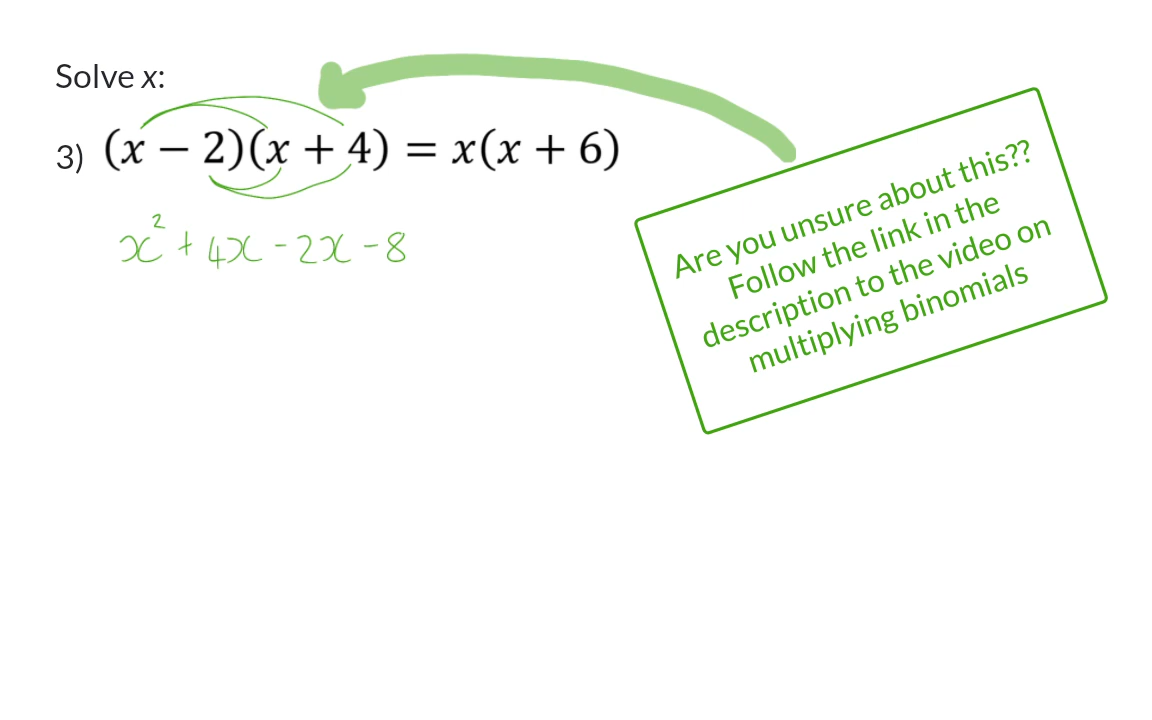 Solve x:
3) (x − 2)(x + 4) = x(x + 6)
x² + 4x - 2x - 8
Are you unsure about this??
Follow the link in the
description to the video on
multiplying binomials